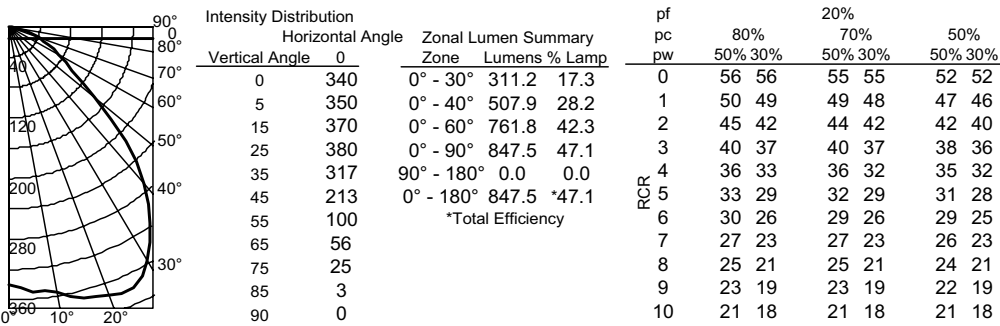 90°
0
80°
70°
60°
50°
40°
30°
40
120
200
280
360
0° 10° 20°
Intensity Distribution
Horizontal Angle
Vertical Angle 0
0 340
5 350
15 370
25 380
35 317
45 213
55 100
65 56
75 25
85 3
90 0
Zonal Lumen Summary
Zone Lumens % Lamp
0° - 30° 311.2 17.3
0° - 40° 507.9 28.2
0° - 60° 761.8 42.3
0° - 90° 847.5 47.1
90° - 180° 0.0 0.0
0° - 180° 847.5 *47.1
*Total Efficiency
pf 20%
pc 80% 70% 50%
pw 50% 30% 50% 30% 50% 30%
RCR
0 56 56 55 55 52 52
1 50 49 49 48 47 46
2 45 42 44 42 42 40
3 40 37 40 37 38 36
4 36 33 36 32 35 32
5 33 29 32 29 31 28
6 30 26 29 26 29 25
7 27 23 27 23 26 23
8 25 21 25 21 24 21
9 23 19 23 19 22 19
10 21 18 21 18 21 18